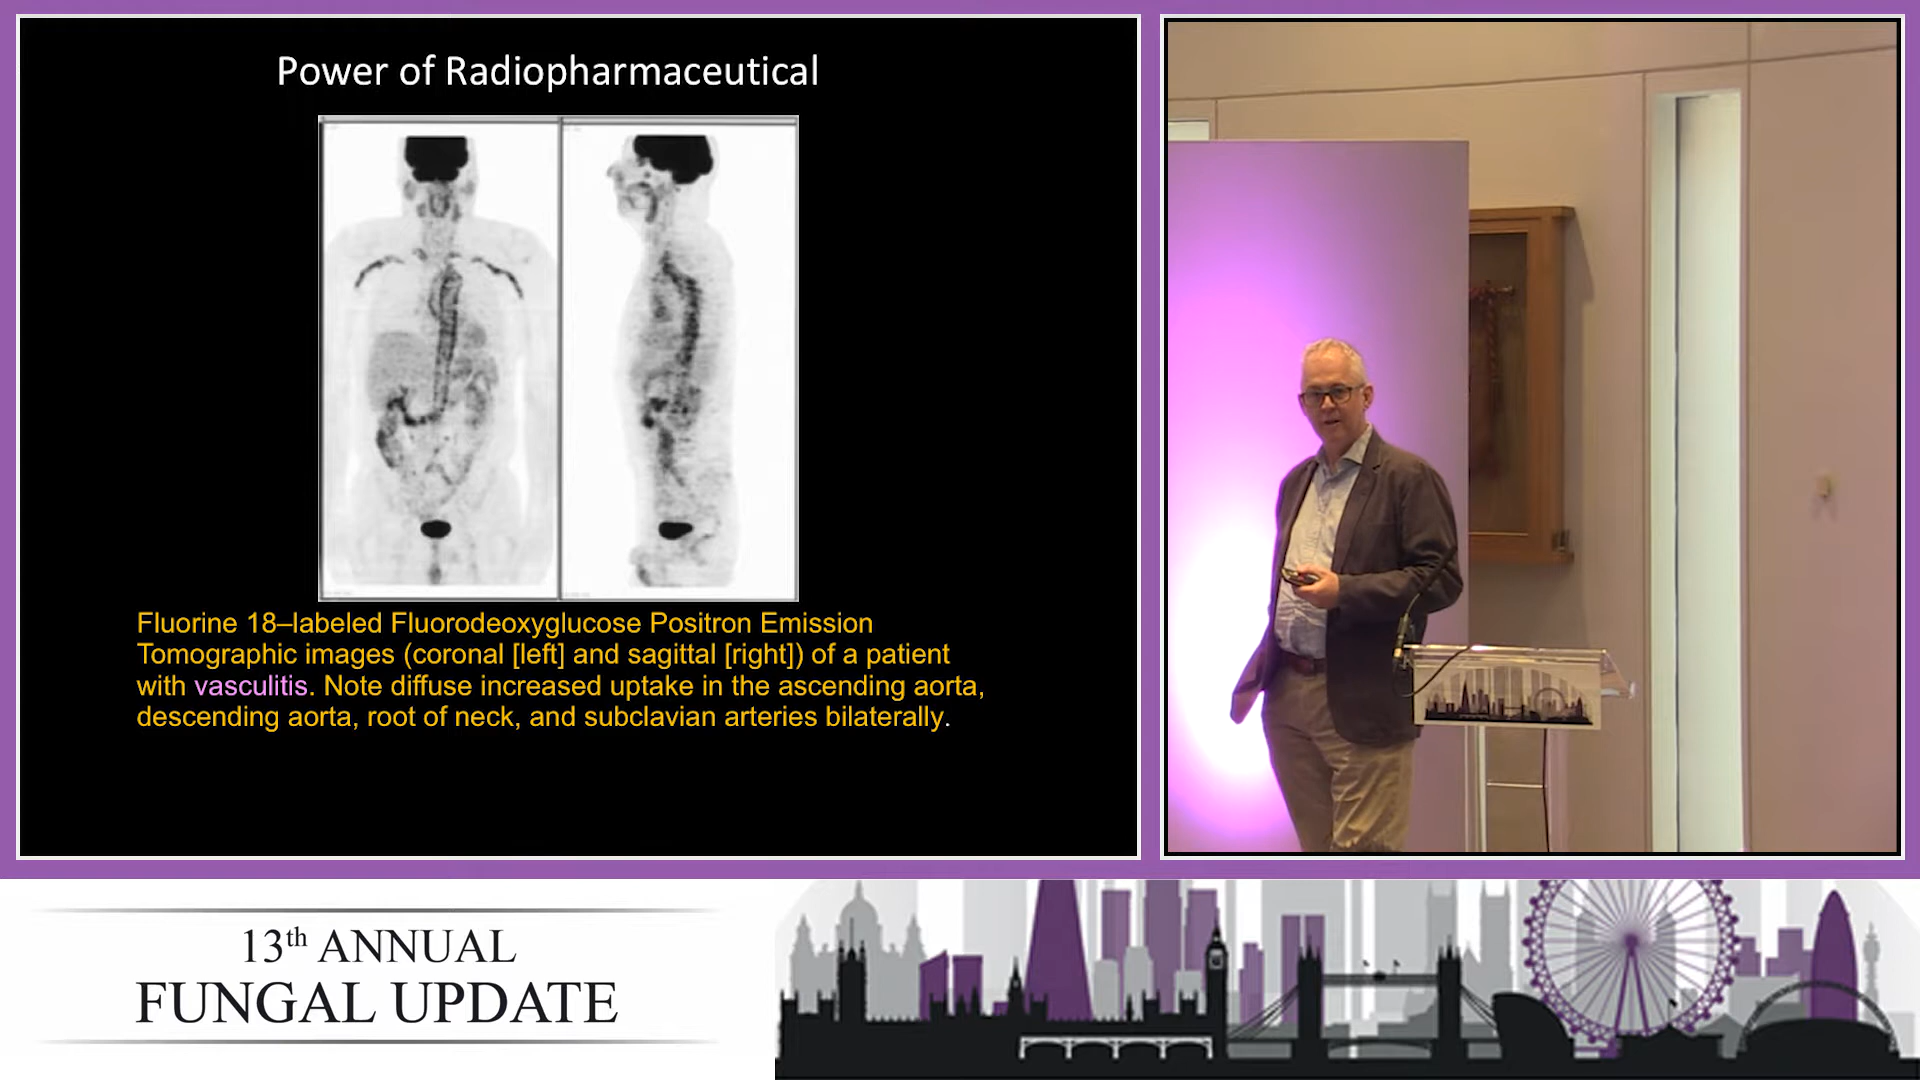 Power of Radiopharmaceutical
Fluorine 18–labeled Fluorodeoxyglucose Positron Emission
Tomographic images (coronal [left] and sagittal [right]) of a patient
with vasculitis. Note diffuse increased uptake in the ascending aorta,
descending aorta, root of neck, and subclavian arteries bilaterally.
13th ANNUAL
FUNGAL UPDATE